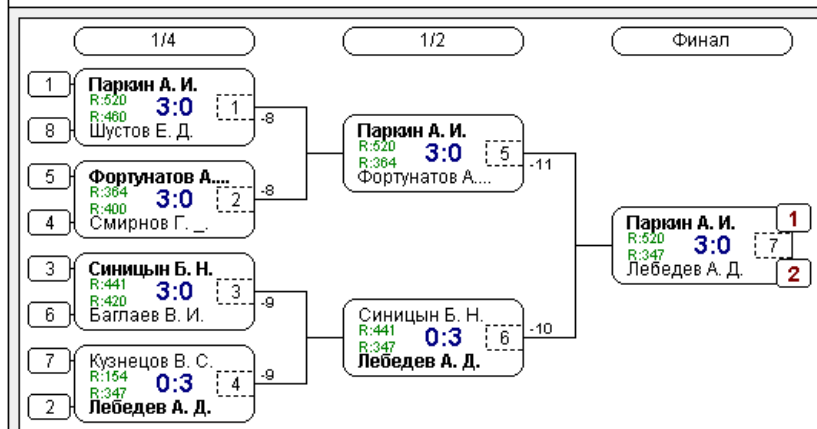 1/4
1/2
Финал
1
Паркин А. И.
R:520
R:460
3:0
1
-8
8
Шустов Е. Д.
5
Фортунатов А....
R:364
R:400
3:0
2
-8
4
Смирнов Г. _.
3
Синицын Б. Н.
R:441
R:420
3:0
3
-9
6
Баглаев В. И.
7
Кузнецов В. С.
R:154
R:347
0:3
4
-9
2
Лебедев А. Д.
Паркин А. И.
R:520
R:364
3:0
5
-11
Фортунатов А....
Синицын Б. Н.
R:441
R:347
0:3
6
-10
Лебедев А. Д.
Паркин А. И.
1
R:520
R:347
3:0
7
Лебедев А. Д.
2